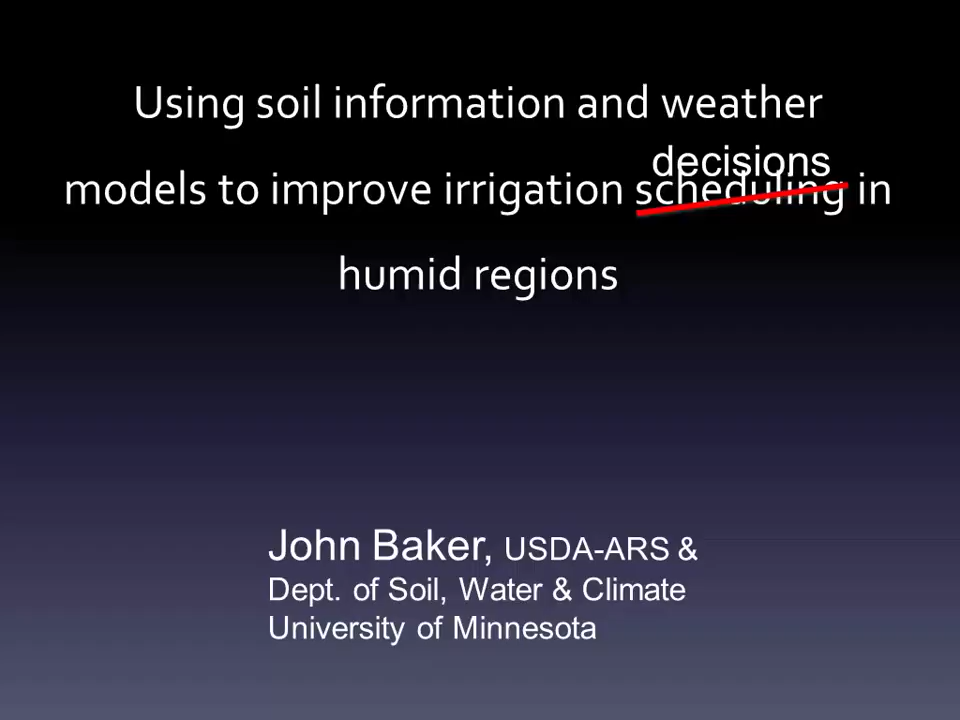 Using soil information and weather
decisions
models to improve irrigation scheduling in
humid regions
John Baker, USDA-ARS &
Dept. of Soil, Water & Climate
University of Minnesota